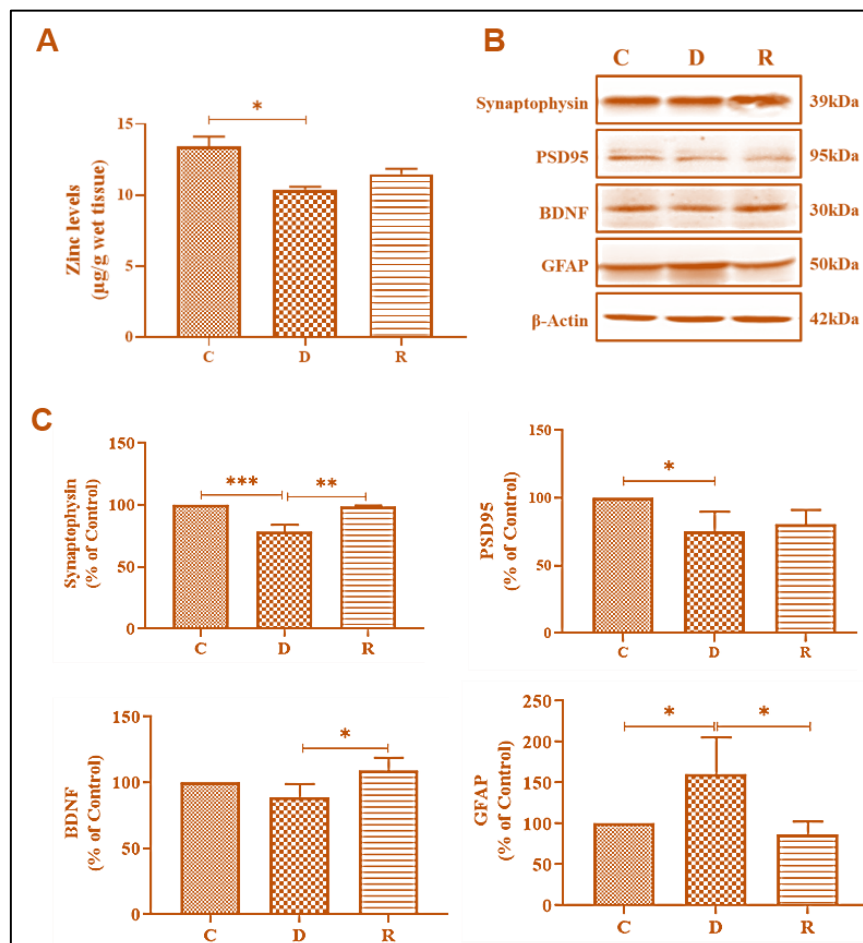 A
*
Zinc levels
(µg/g wet tissue)
15
10
5
0
C D R
B
C D R
Synaptophysin 39kDa
PSD95 95kDa
BDNF 30kDa
GFAP 50kDa
β-Actin 42kDa
C
*** **
Synaptophysin
(% of Control)
150
100
50
0
C D R
*
PSD95
(% of Control)
150
100
50
0
C D R
*
BDNF
(% of Control)
150
100
50
0
C D R
* *
GFAP
(% of Control)
250
200
150
100
50
0
C D R